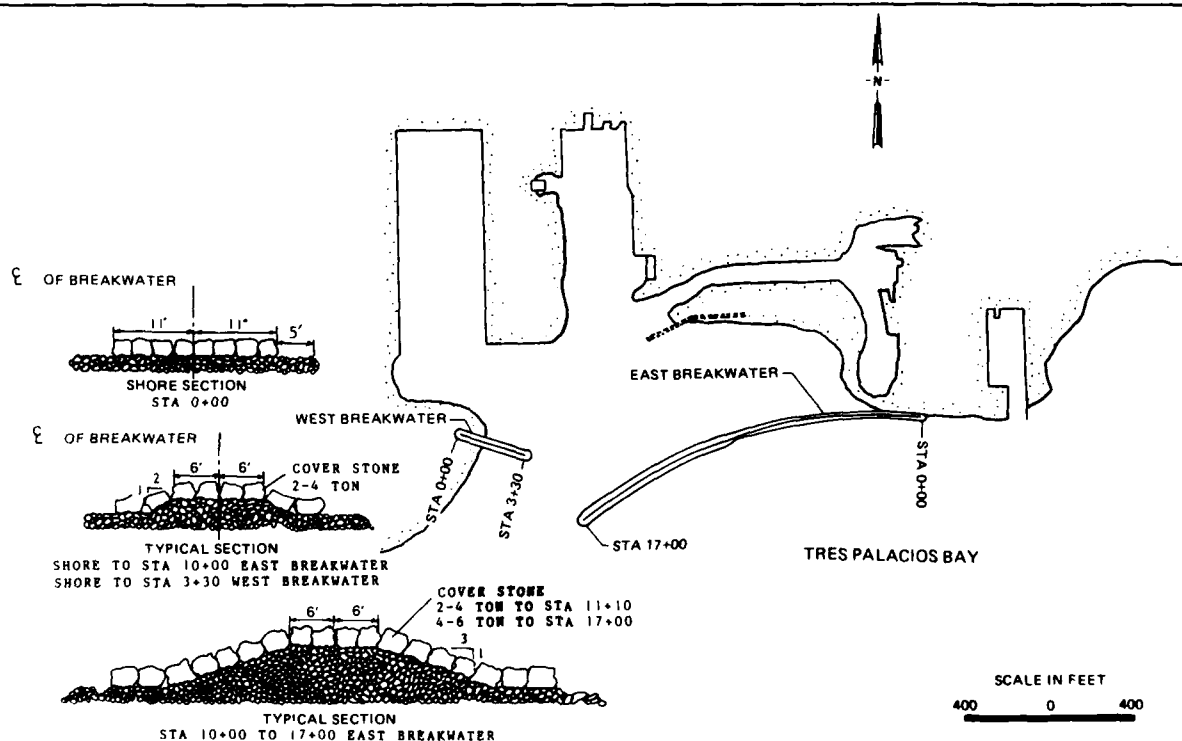 -N-
℄ OF BREAKWATER
11' 11' 5'
SHORE SECTION
STA 0+00
℄ OF BREAKWATER
6' 6'
COVER STONE
2-4 TON
2
1
TYPICAL SECTION
SHORE TO STA 10+00 EAST BREAKWATER
SHORE TO STA 3+30 WEST BREAKWATER
COVER STONE
2-4 TON TO STA 11+10
4-6 TON TO STA 17+00
6' 6'
3
1
TYPICAL SECTION
STA 10+00 TO 17+00 EAST BREAKWATER
EAST BREAKWATER
WEST BREAKWATER
STA 0+00
STA 3+30
STA 0+00
STA 17+00
TRES PALACIOS BAY
SCALE IN FEET
400 0 400